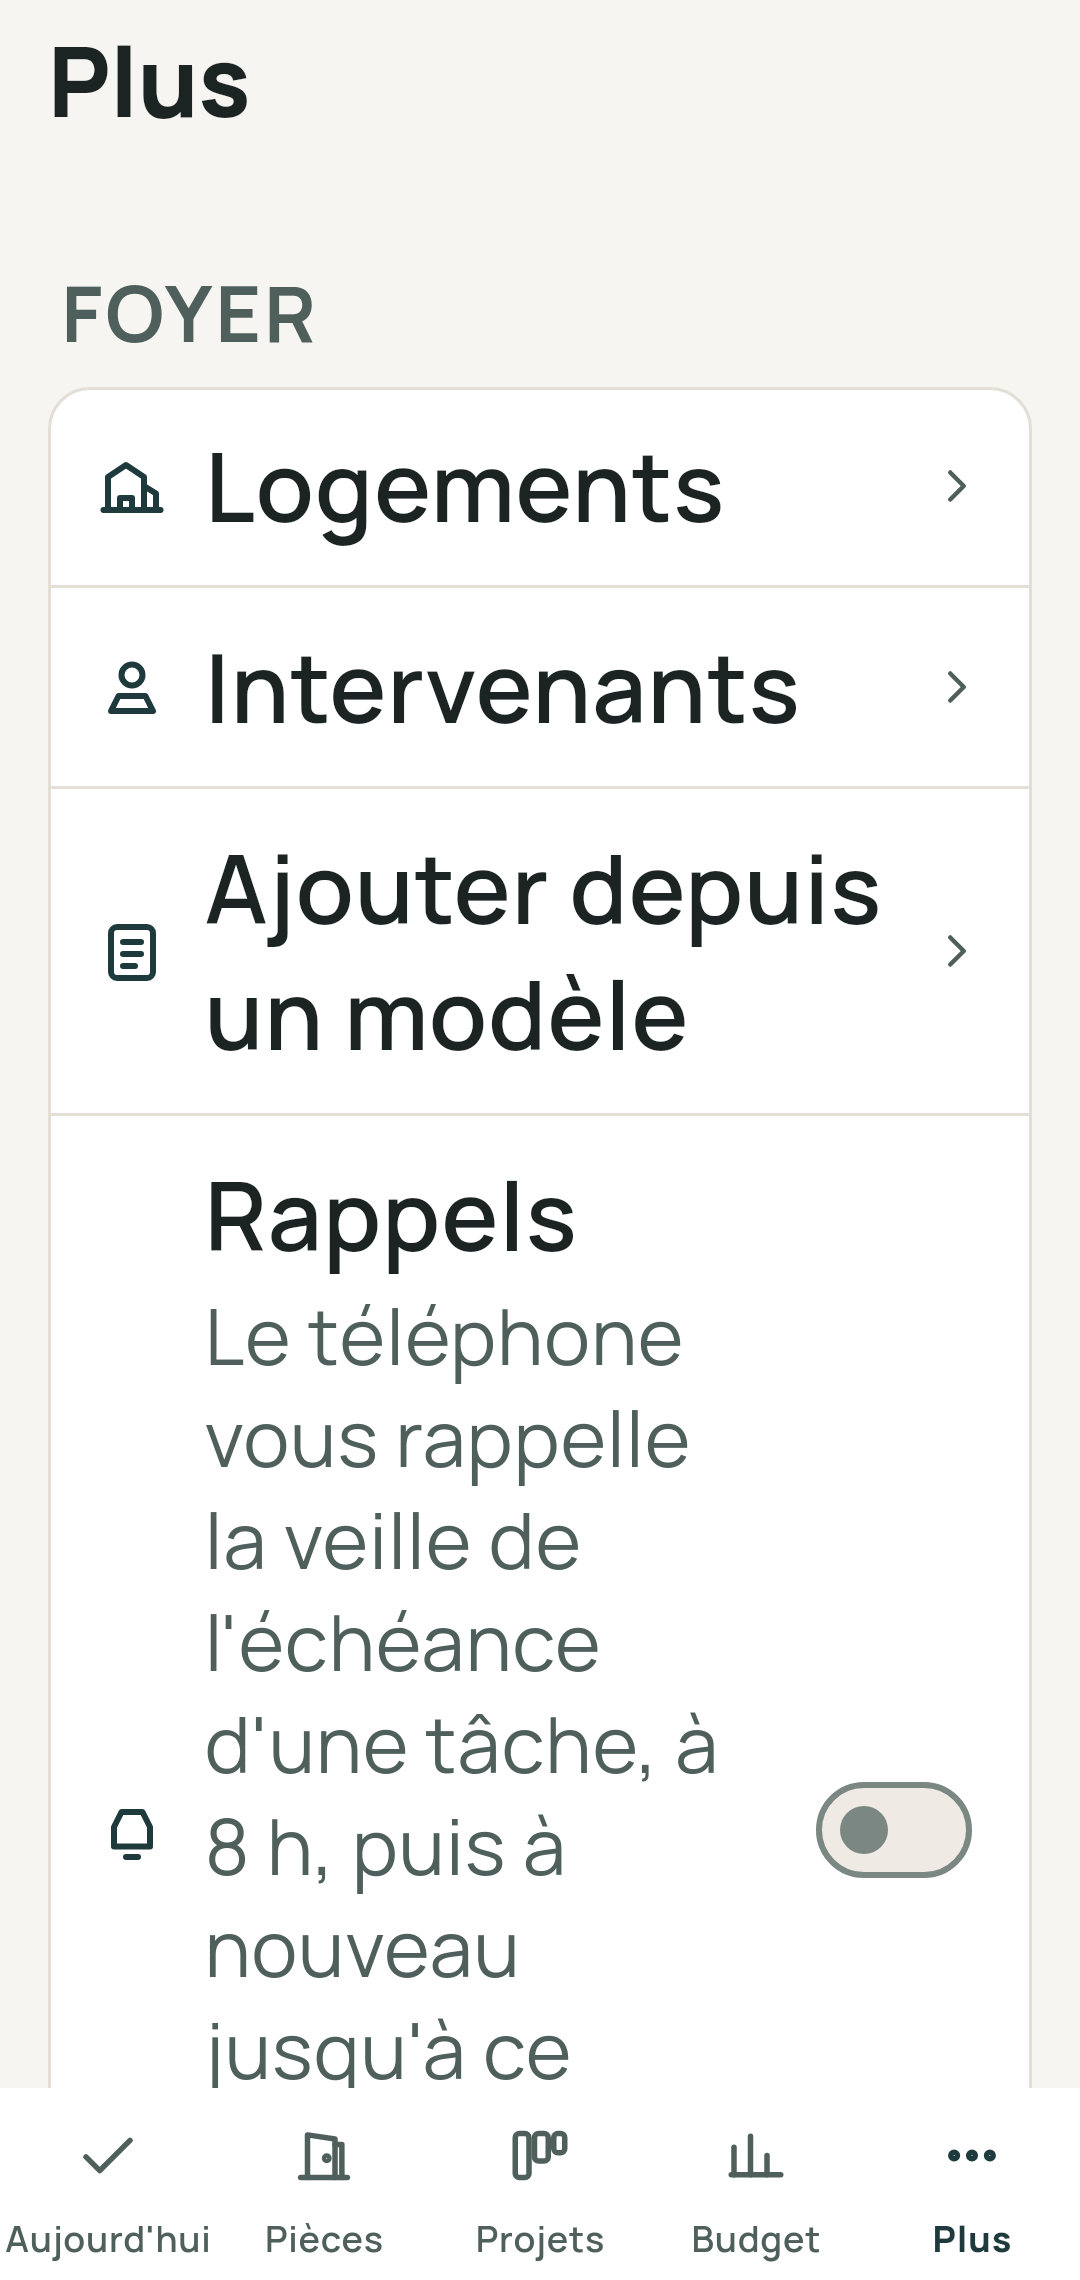 Plus
FOYER
Logements
Intervenants
Ajouter depuis
un modèle
Rappels
Le téléphone
vous rappelle
la veille de
l'échéance
d'une tâche, à
8 h, puis à
nouveau
jusqu'à ce
Aujourd'hui
Pièces
Projets
Budget
Plus